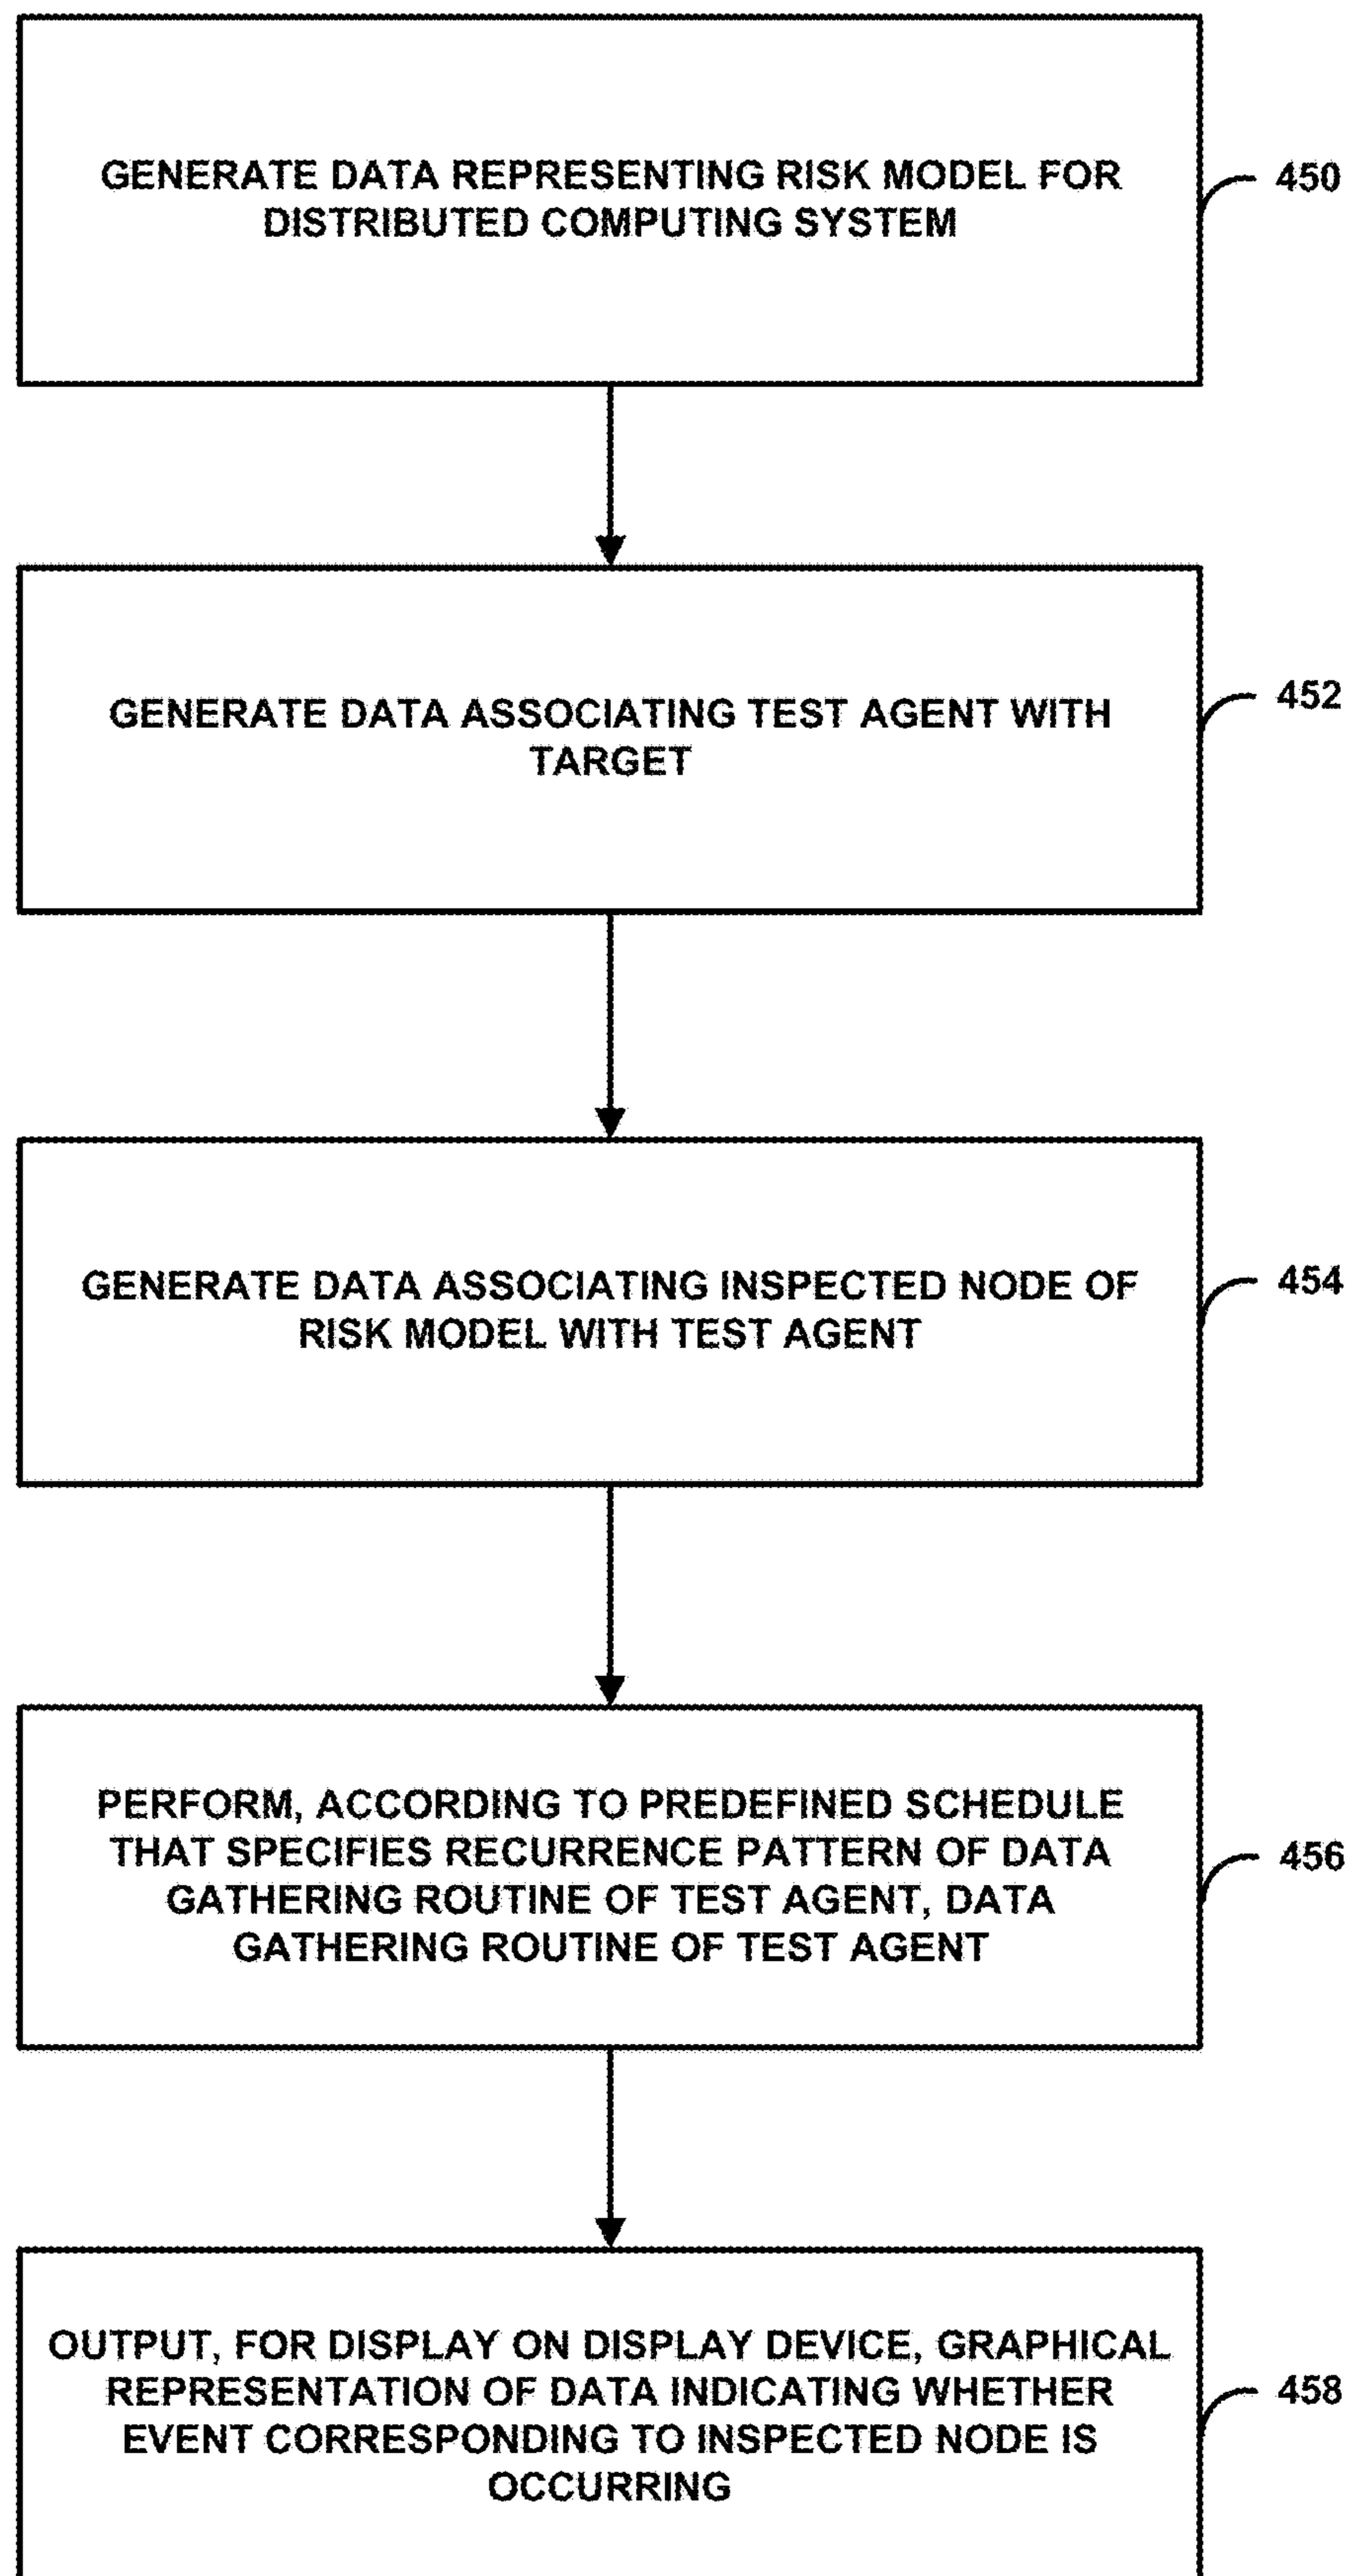 GENERATE DATA REPRESENTING RISK MODEL FOR
DISTRIBUTED COMPUTING SYSTEM
450
GENERATE DATA ASSOCIATING TEST AGENT WITH
TARGET
452
GENERATE DATA ASSOCIATING INSPECTED NODE OF
RISK MODEL WITH TEST AGENT
454
PERFORM, ACCORDING TO PREDEFINED SCHEDULE
THAT SPECIFIES RECURRENCE PATTERN OF DATA
GATHERING ROUTINE OF TEST AGENT, DATA
GATHERING ROUTINE OF TEST AGENT
456
OUTPUT, FOR DISPLAY ON DISPLAY DEVICE, GRAPHICAL
REPRESENTATION OF DATA INDICATING WHETHER
EVENT CORRESPONDING TO INSPECTED NODE IS
OCCURRING
458